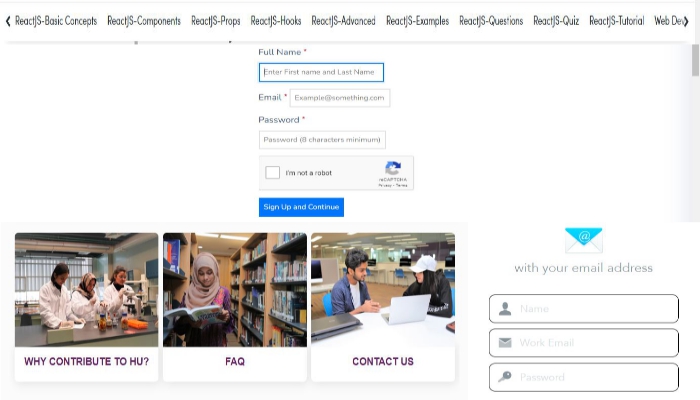 ReactJS-Basic Concepts ReactJS-Components ReactJS-Props ReactJS-Hooks ReactJS-Advanced ReactJS-Examples ReactJS-Questions ReactJS-Quiz ReactJS-Tutorial Web Dev
Full Name *
Enter First name and Last Name
Email * Example@something.com
Password *
Password (8 characters minimum)
I'm not a robot
reCAPTCHA
Privacy - Terms
Sign Up and Continue
WHY CONTRIBUTE TO HU?
FAQ
CONTACT US
with your email address
Name
Work Email
Password